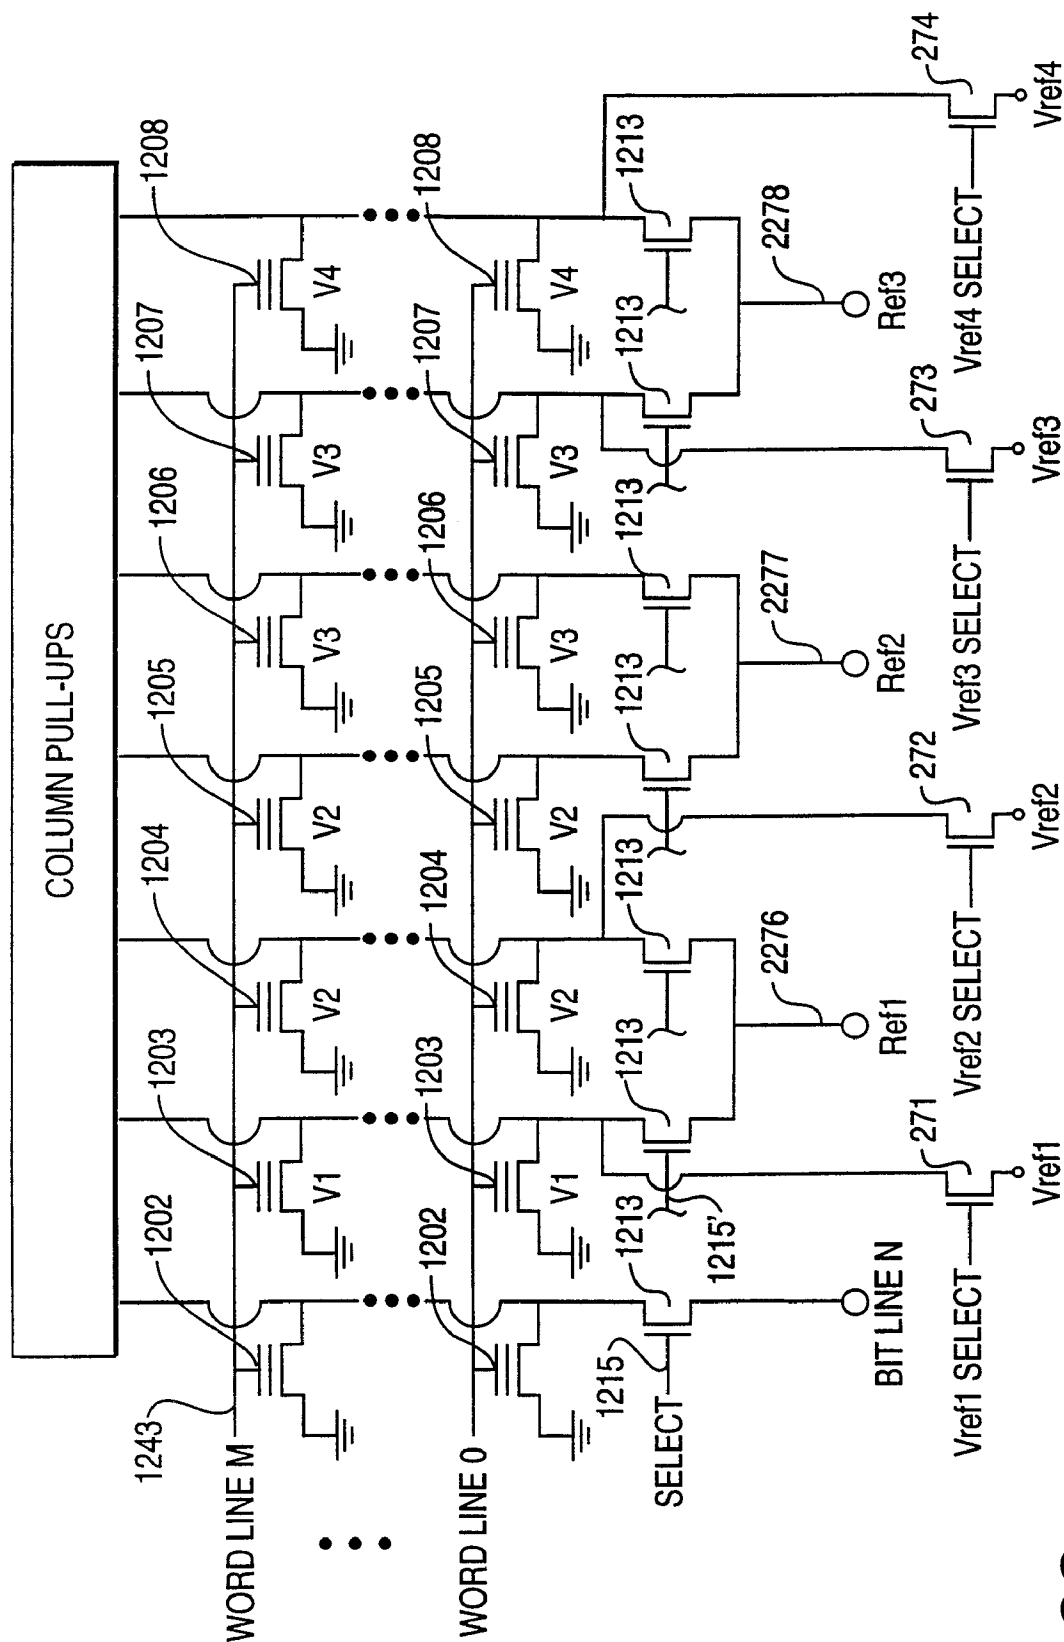 COLUMN PULL-UPS
1202
1203
1204
1205
1206
1207
1208
1243
WORD LINE M
V1
V2
V2
V3
V3
V4
1202
1203
1204
1205
1206
1207
1208
WORD LINE 0
V1
V2
V2
V3
V3
V4
SELECT
1215
1213
1215'
1213
1213
1213
1213
1213
1213
BIT LINE N
2276
Ref1
2277
Ref2
2278
Ref3
Vref1 SELECT
271
Vref1
Vref2 SELECT
272
Vref2
Vref3 SELECT
273
Vref3
Vref4 SELECT
274
Vref4